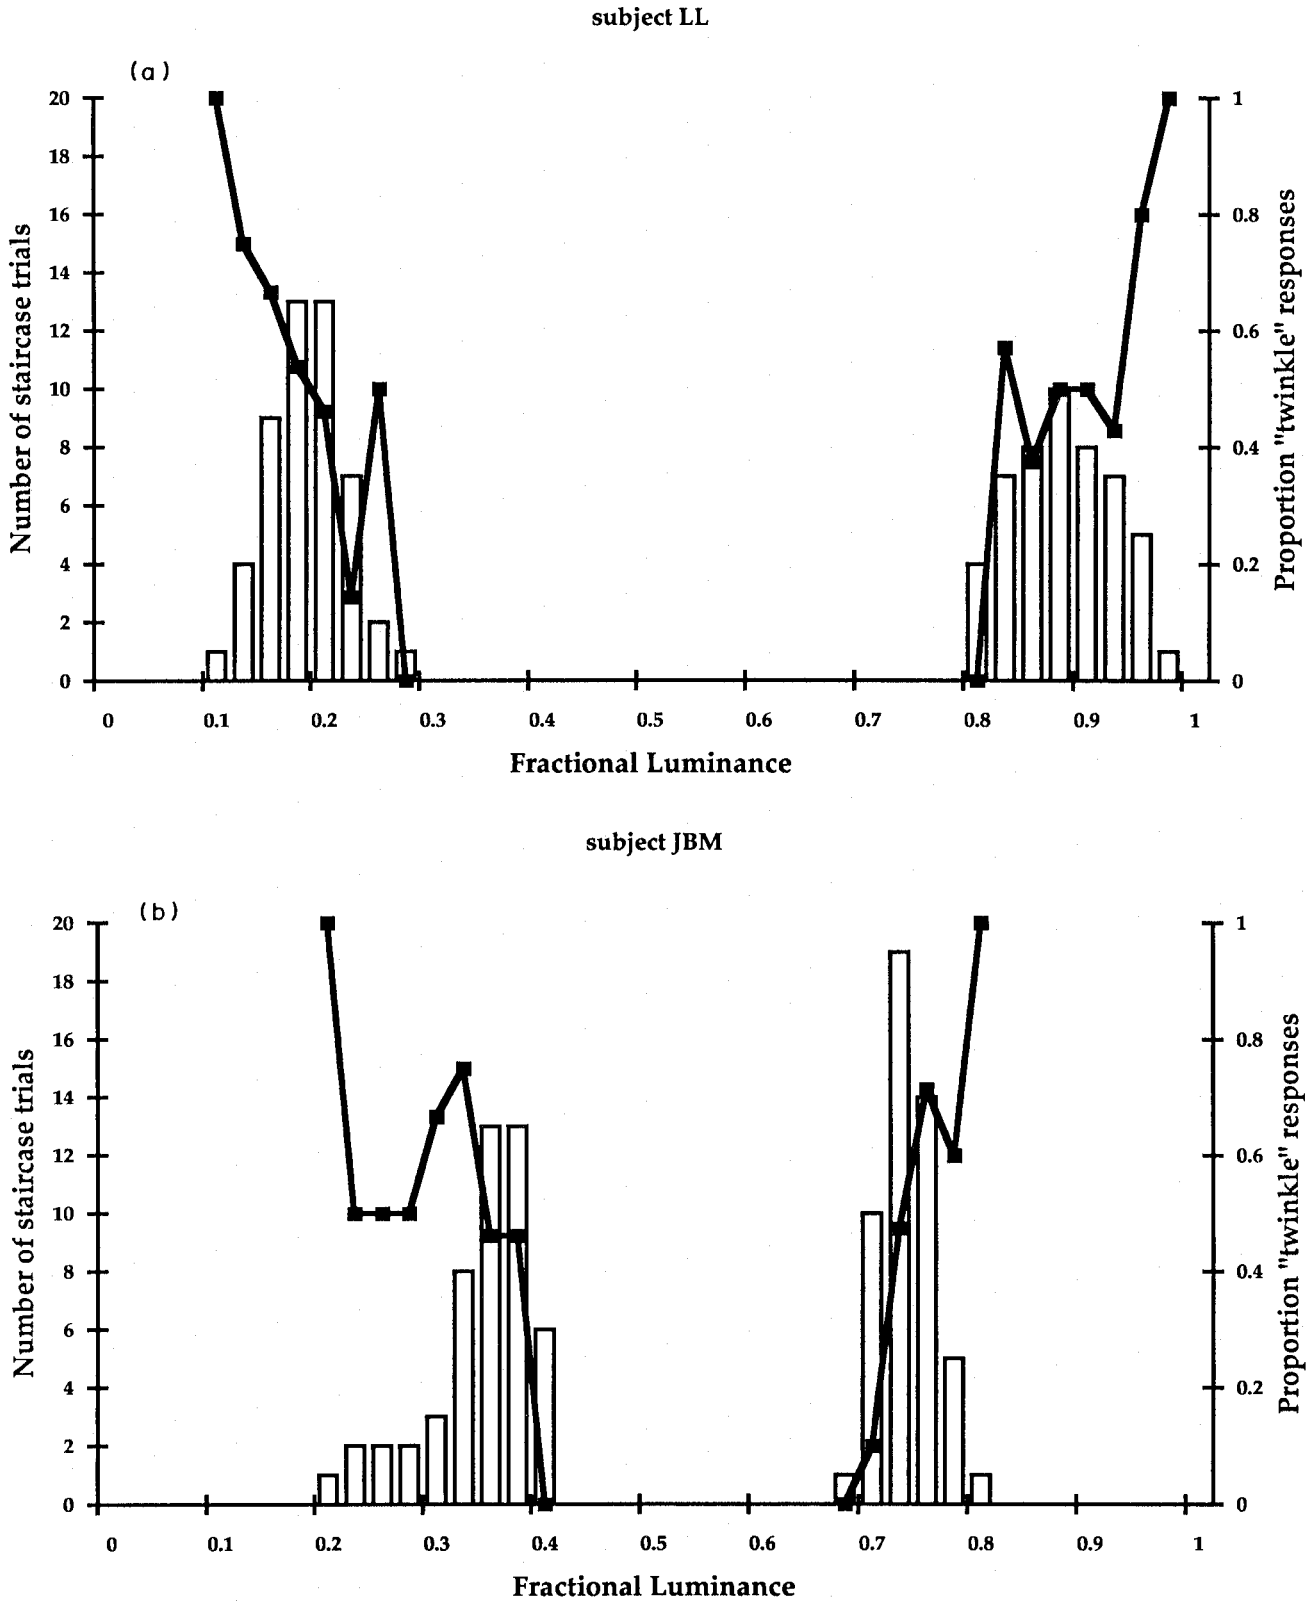 subject LL
(a)
Number of staircase trials
20
18
16
14
12
10
8
6
4
2
0
1
0.8
0.6
0.4
0.2
0
Proportion "twinkle" responses
0 0.1 0.2 0.3 0.4 0.5 0.6 0.7 0.8 0.9 1
Fractional Luminance
subject JBM
(b)
Number of staircase trials
20
18
16
14
12
10
8
6
4
2
0
1
0.8
0.6
0.4
0.2
0
Proportion "twinkle" responses
0 0.1 0.2 0.3 0.4 0.5 0.6 0.7 0.8 0.9 1
Fractional Luminance